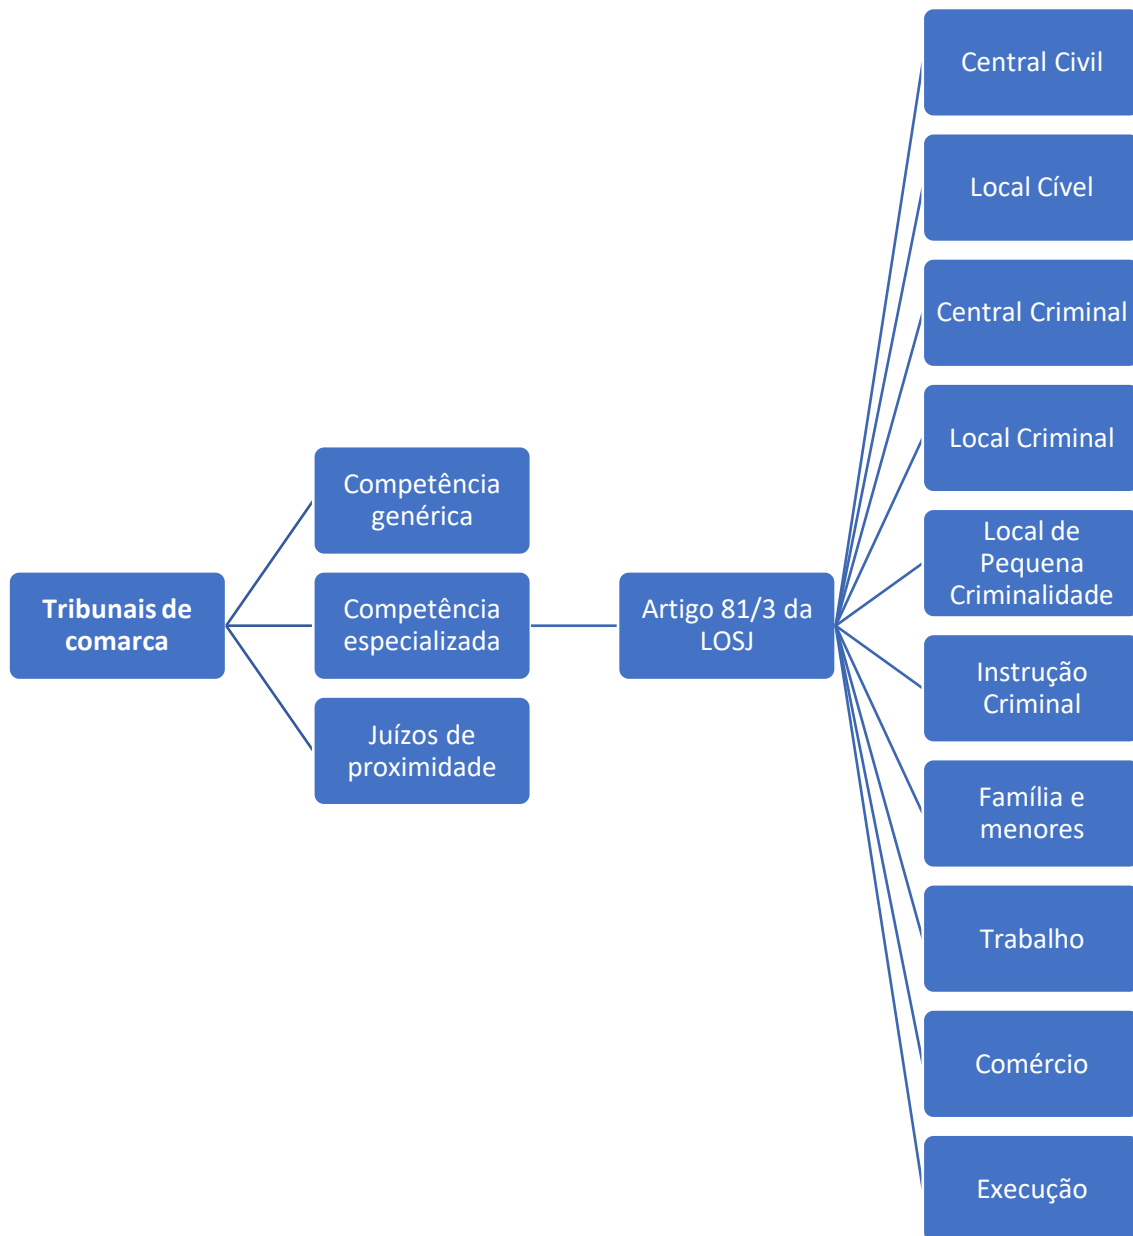 Tribunais de
comarca
Competência
genérica
Competência
especializada
Juízos de
proximidade
Artigo 81/3 da
LOSJ
Central Civil
Local Cível
Central Criminal
Local Criminal
Local de
Pequena
Criminalidade
Instrução
Criminal
Família e
menores
Trabalho
Comércio
Execução